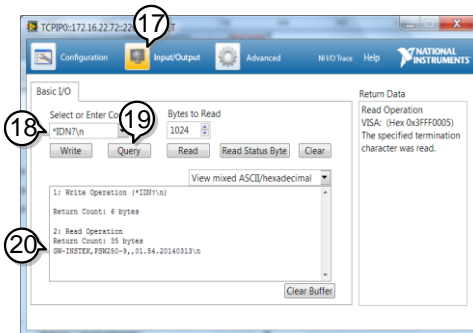 TCPIP0::172.16.22.72::22
17
Configuration
Input/Output
Advanced
NI I/O Trace
Help
NATIONAL
INSTRUMENTS
Basic I/O
Return Data
Select or Enter Co
19
Bytes to Read
18
*IDN?\n
1024
Write
Query
Read
Read Status Byte
Clear
Read Operation
VISA: (Hex 0x3FFF0005)
The specified termination
character was read.
View mixed ASCII/hexadecimal
1: Write Operation (*IDN?\n)
Return Count: 6 bytes
2: Read Operation
Return Count: 35 bytes
20
GW-INSTEK,PSW250-9,,01.54.20140313\n
Clear Buffer